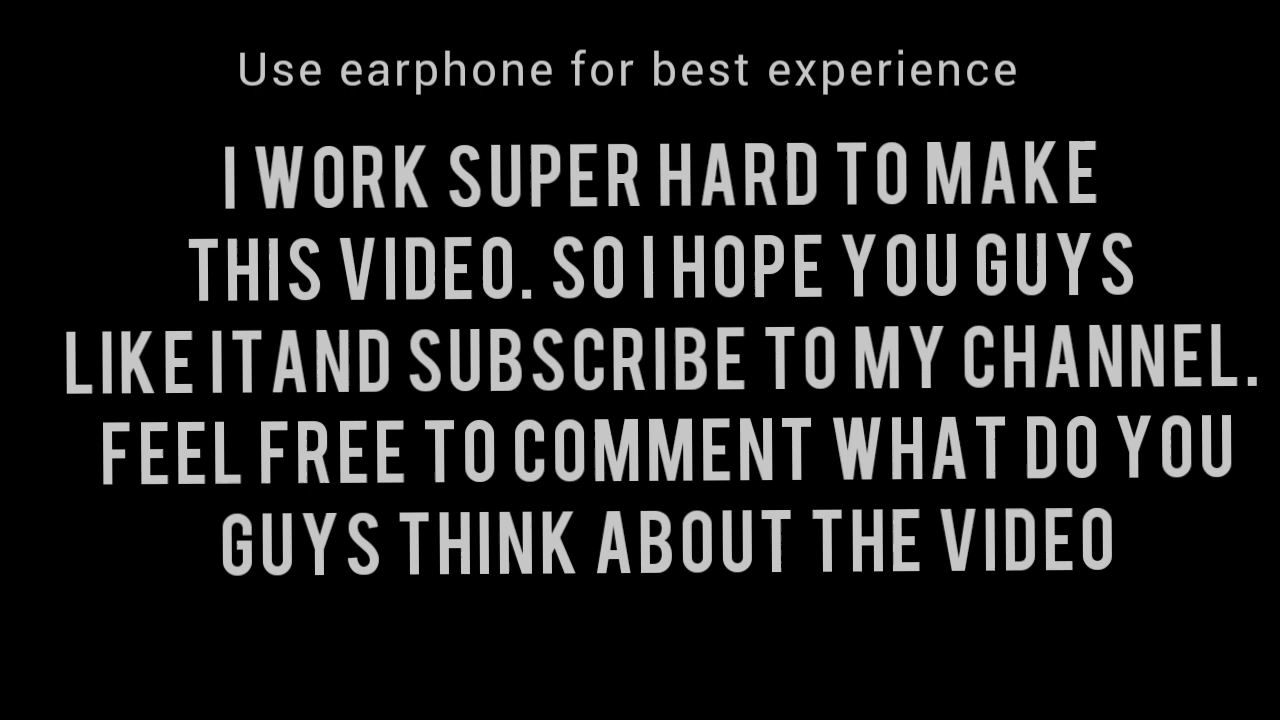 Use earphone for best experience
I WORK SUPER HARD TO MAKE
THIS VIDEO. SO I HOPE YOU GUYS
LIKE IT AND SUBSCRIBE TO MY CHANNEL.
FEEL FREE TO COMMENT WHAT DO YOU
GUYS THINK ABOUT THE VIDEO